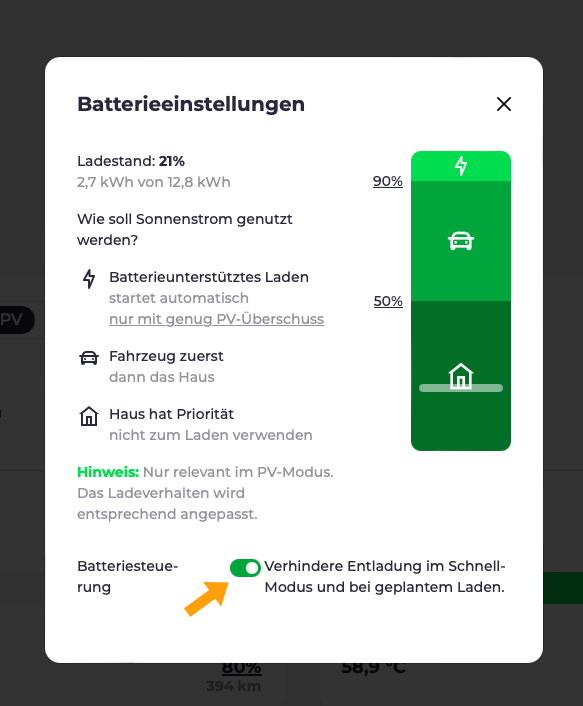 Batterieeinstellungen
Ladestand: 21%
2,7 kWh von 12,8 kWh
Wie soll Sonnenstrom genutzt
werden?
Batterieunterstütztes Laden
startet automatisch
nur mit genug PV-Überschuss
Fahrzeug zuerst
dann das Haus
Haus hat Priorität
nicht zum Laden verwenden
Hinweis: Nur relevant im PV-Modus.
Das Ladeverhalten wird
entsprechend angepasst.
90%
50%
PV
Batteriesteue-
rung
Verhindere Entladung im Schnell-
Modus und bei geplantem Laden.
80%
394 km
58,9 °C